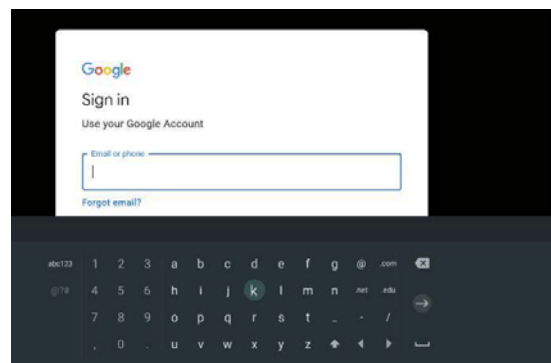 Google
Sign in
Use your Google Account
Email or phone
Forgot email?
abc123 1 2 3 a b c d e f g @ .com
@?# 4 5 6 h i j k l m n .net .edu
7 8 9 o p q r s t _ - /
, 0 . u v w x y z